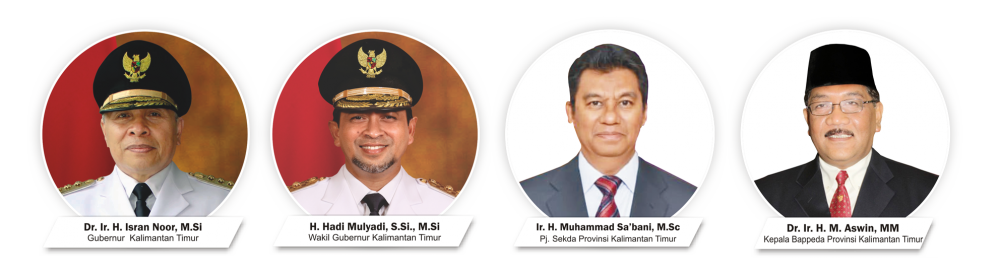 Dr. Ir. H. Isran Noor, M.Si
Gubernur Kalimantan Timur
H. Hadi Mulyadi, S.Si., M.Si
Wakil Gubernur Kalimantan Timur
Ir. H. Muhammad Sa'bani, M.Sc
Pj. Sekda Provinsi Kalimantan Timur
Dr. Ir. H. M. Aswin, MM
Kepala Bappeda Provinsi Kalimantan Timur